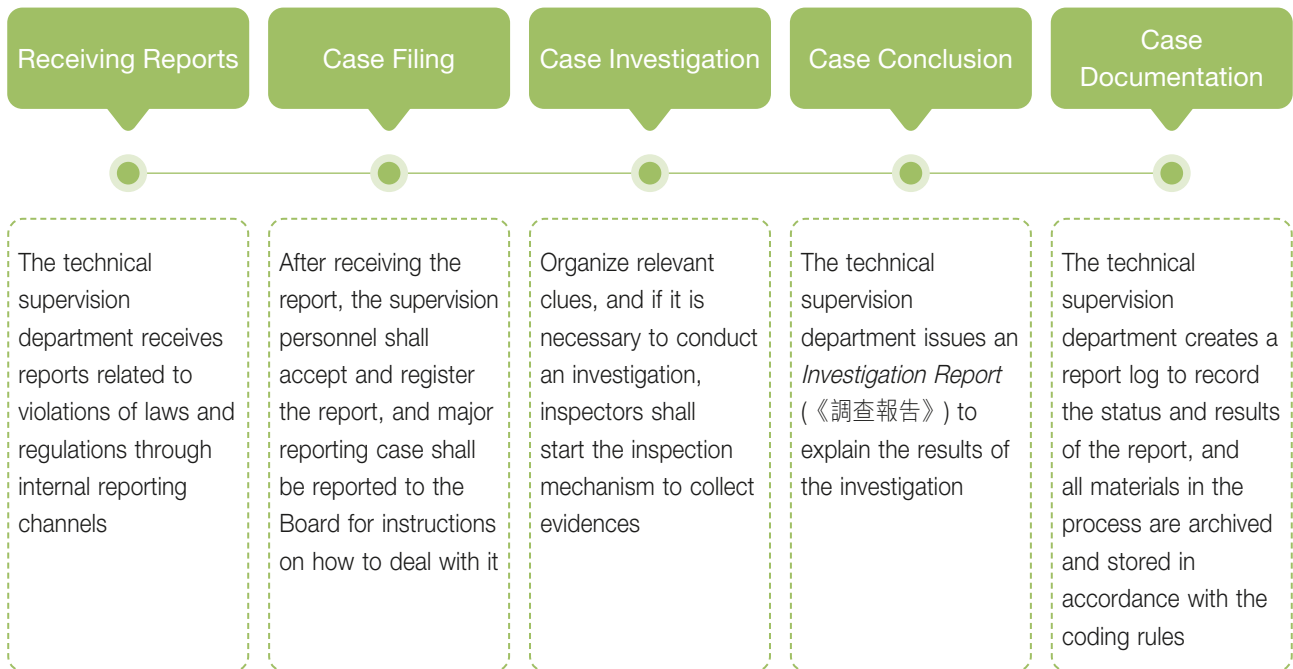 Receiving Reports
Case Filing
Case Investigation
Case Conclusion
Case
Documentation
The technical
supervision
department receives
reports related to
violations of laws and
regulations through
internal reporting
channels
After receiving the
report, the supervision
personnel shall
accept and register
the report, and major
reporting case shall
be reported to the
Board for instructions
on how to deal with it
Organize relevant
clues, and if it is
necessary to conduct
an investigation,
inspectors shall
start the inspection
mechanism to collect
evidences
The technical
supervision
department issues an
Investigation Report
(《調查報告》) to
explain the results of
the investigation
The technical
supervision
department creates a
report log to record
the status and results
of the report, and
all materials in the
process are archived
and stored in
accordance with the
coding rules